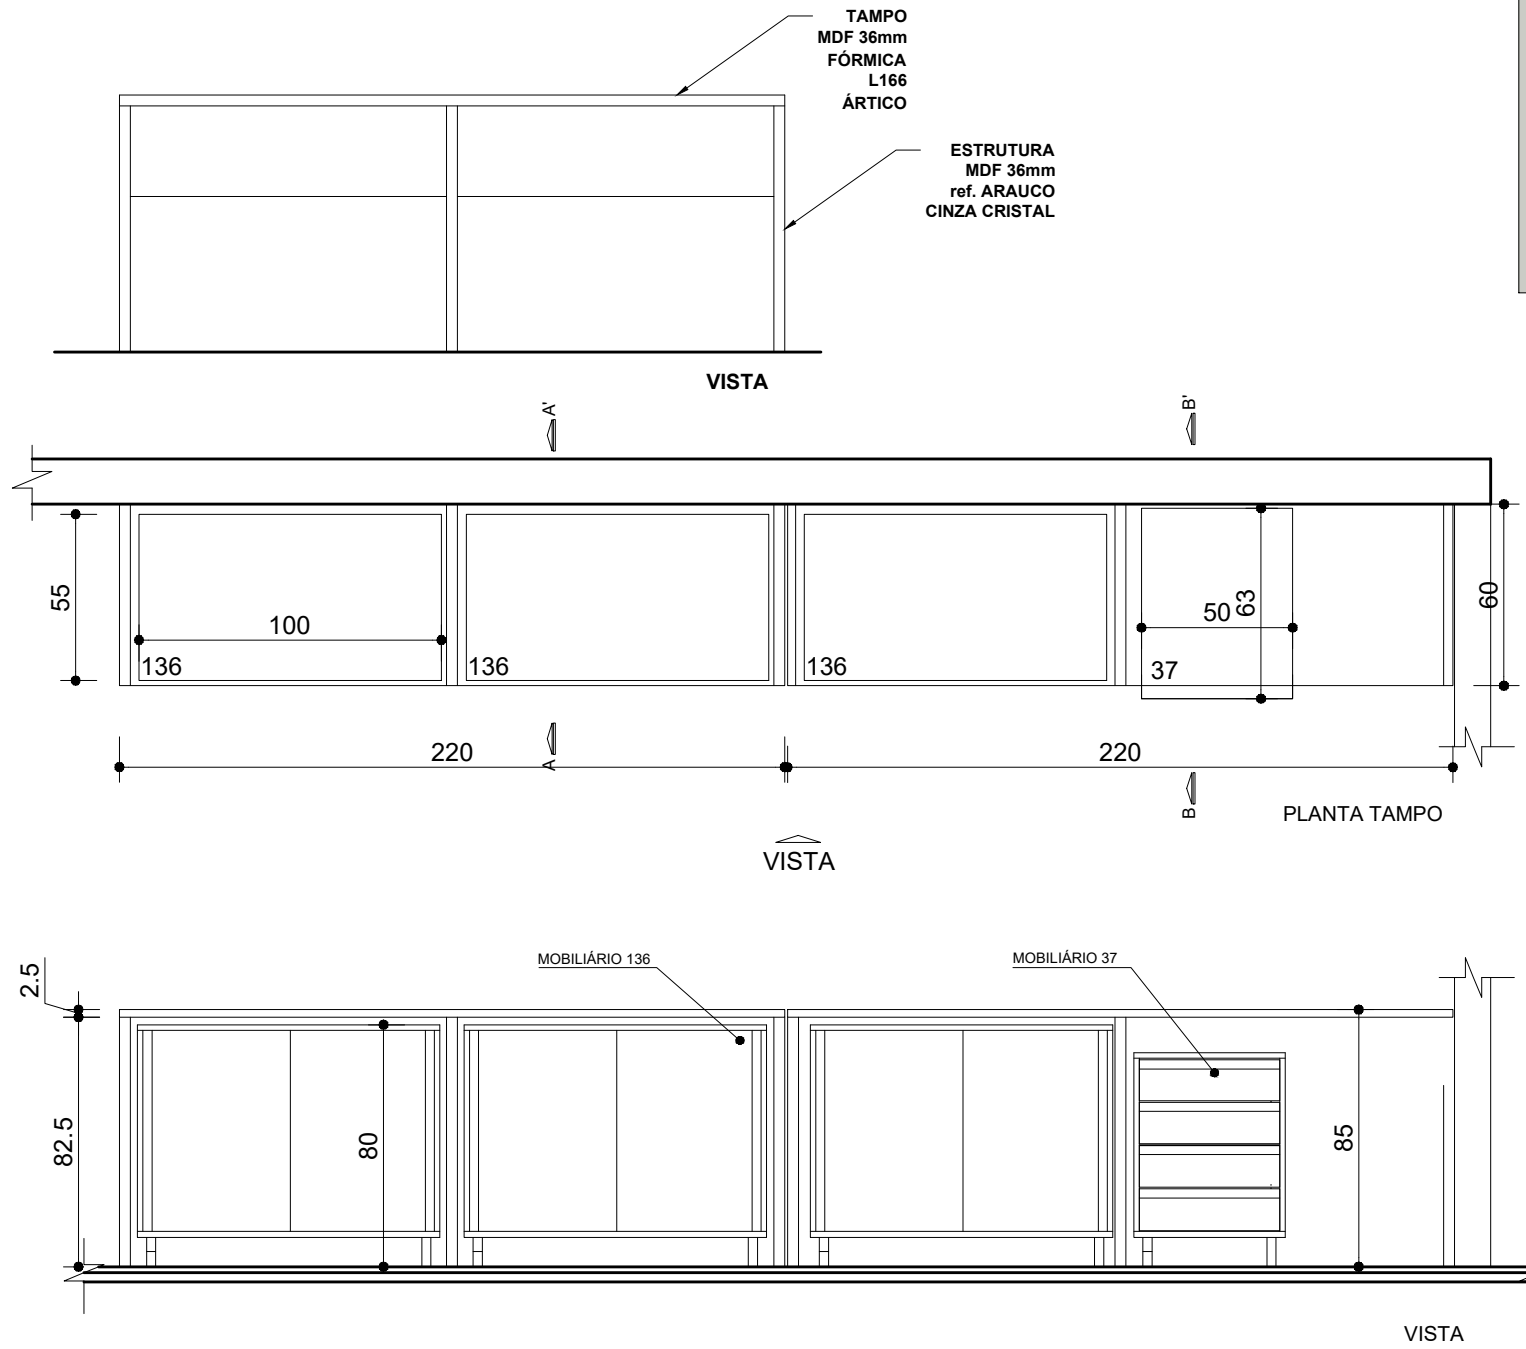 TAMPO
MDF 36mm
FÓRMICA
L166
ÁRTICO
ESTRUTURA
MDF 36mm
ref. ARAUCO
CINZA CRISTAL
VISTA
A'
B'
55
100
136
136
136
50
63
37
60
220
220
A
B
PLANTA TAMPO
VISTA
2.5
MOBILIÁRIO 136
MOBILIÁRIO 37
82.5
80
85
VISTA